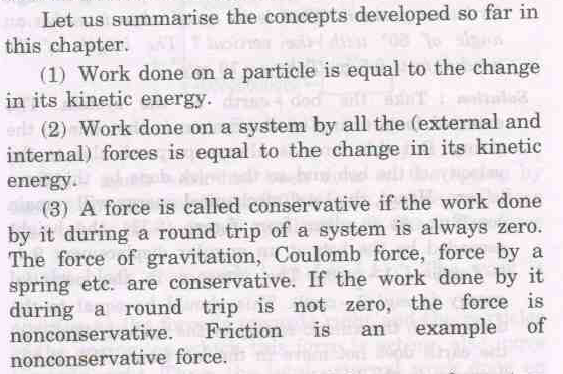 Let us summarise the concepts developed so far in
this chapter.
(1) Work done on a particle is equal to the change
in its kinetic energy.
(2) Work done on a system by all the (external and
internal) forces is equal to the change in its kinetic
energy.
(3) A force is called conservative if the work done
by it during a round trip of a system is always zero.
The force of gravitation, Coulomb force, force by a
spring etc. are conservative. If the work done by it
during a round trip is not zero, the force is
nonconservative. Friction is an example of
nonconservative force.